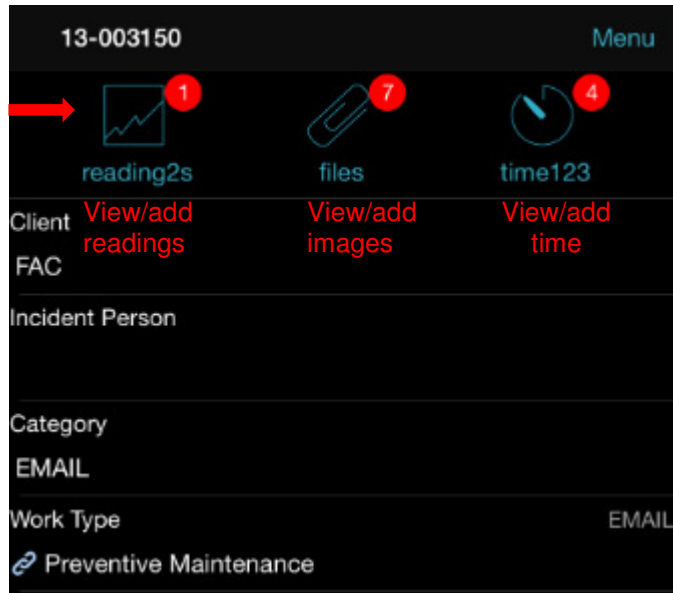 13-003150 Menu
1 7 4
reading2s files time123
View/add View/add View/add
Client
readings images time
FAC
Incident Person
Category
EMAIL
Work Type EMAIL
Preventive Maintenance